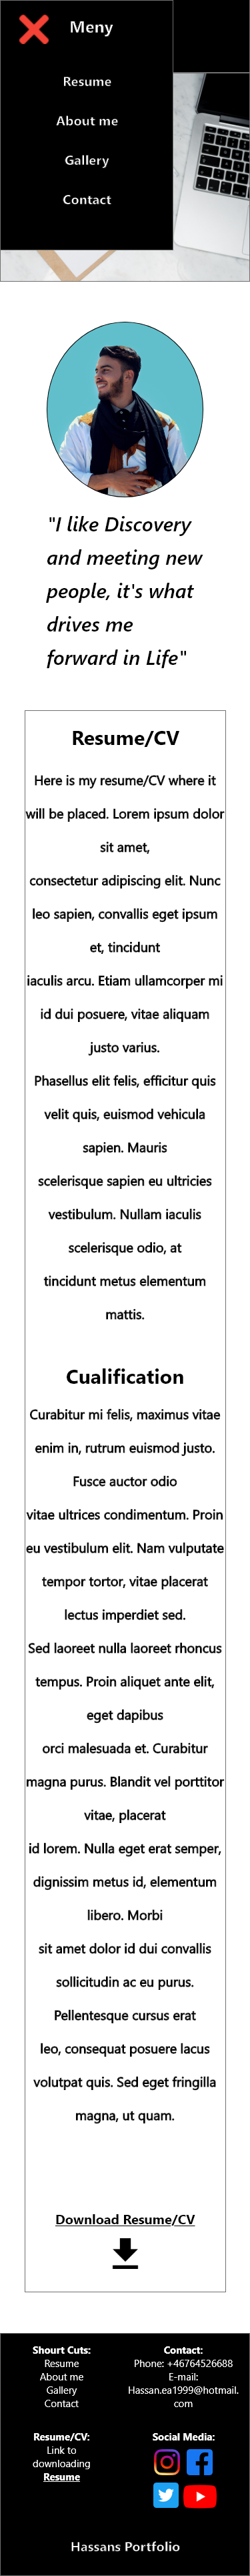 Meny
Resume
About me
Gallery
Contact
"I like Discovery
and meeting new
people, it's what
drives me
forward in Life"
Resume/CV
Here is my resume/CV where it
will be placed. Lorem ipsum dolor
sit amet,
consectetur adipiscing elit. Nunc
leo sapien, convallis eget ipsum
et, tincidunt
iaculis arcu. Etiam ullamcorper mi
id dui posuere, vitae aliquam
justo varius.
Phasellus elit felis, efficitur quis
velit quis, euismod vehicula
sapien. Mauris
scelerisque sapien eu ultricies
vestibulum. Nullam iaculis
scelerisque odio, at
tincidunt metus elementum
mattis.
Cualification
Curabitur mi felis, maximus vitae
enim in, rutrum euismod justo.
Fusce auctor odio
vitae ultrices condimentum. Proin
eu vestibulum elit. Nam vulputate
tempor tortor, vitae placerat
lectus imperdiet sed.
Sed laoreet nulla laoreet rhoncus
tempus. Proin aliquet ante elit,
eget dapibus
orci malesuada et. Curabitur
magna purus. Blandit vel porttitor
vitae, placerat
id lorem. Nulla eget erat semper,
dignissim metus id, elementum
libero. Morbi
sit amet dolor id dui convallis
sollicitudin ac eu purus.
Pellentesque cursus erat
leo, consequat posuere lacus
volutpat quis. Sed eget fringilla
magna, ut quam.
Download Resume/CV
Shourt Cuts:
Resume
About me
Gallery
Contact
Contact:
Phone: +46764526688
E-mail:
Hassan.ea1999@hotmail.
com
Resume/CV:
Link to
downloading
Resume
Social Media:
Hassans Portfolio